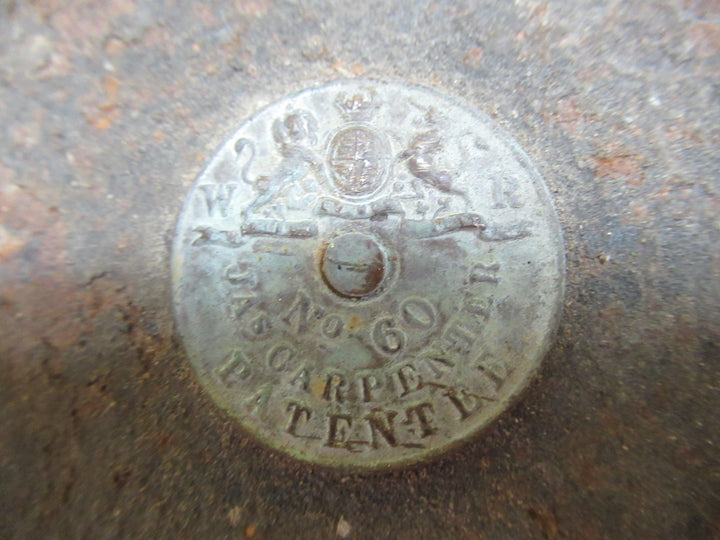 W R
No 60
JAS CARPENTER
PATENTEE